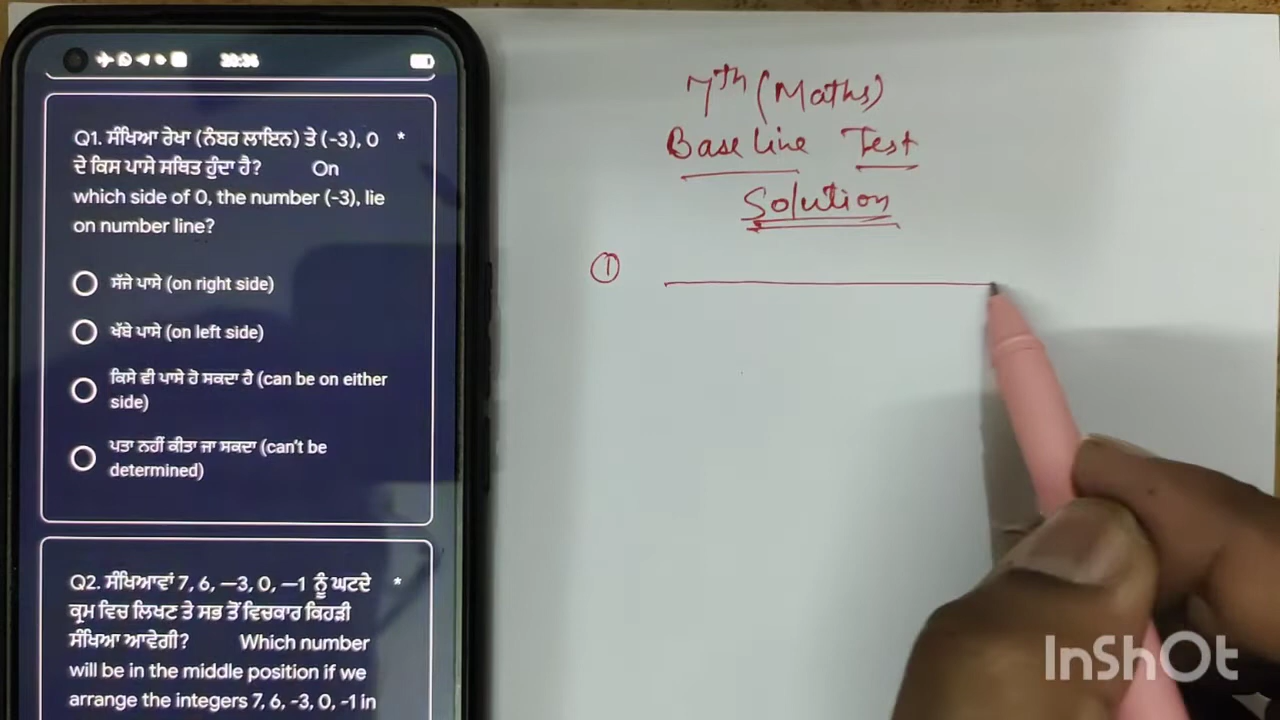 20:36
Q1. ਸੰਖਿਆ ਰੇਖਾ (ਨੰਬਰ ਲਾਇਨ) ਤੇ (-3), 0 *
ਦੇ ਕਿਸ ਪਾਸੇ ਸਥਿਤ ਹੁੰਦਾ ਹੈ? On
which side of 0, the number (-3), lie
on number line?
ਸੱਜੇ ਪਾਸੇ (on right side)
ਖੱਬੇ ਪਾਸੇ (on left side)
ਕਿਸੇ ਵੀ ਪਾਸੇ ਹੋ ਸਕਦਾ ਹੈ (can be on either
side)
ਪਤਾ ਨਹੀਂ ਕੀਤਾ ਜਾ ਸਕਦਾ (can't be
determined)
Q2. ਸੰਖਿਆਵਾਂ 7, 6, –3, 0, –1 ਨੂੰ ਘਟਦੇ *
ਕ੍ਰਮ ਵਿਚ ਲਿਖਣ ਤੇ ਸਭ ਤੋਂ ਵਿਚਕਾਰ ਕਿਹੜੀ
ਸੰਖਿਆ ਆਵੇਗੀ? Which number
will be in the middle position if we
arrange the integers 7, 6, -3, 0, -1 in
7th (Maths)
Base line Test
Solution
①
InShOt